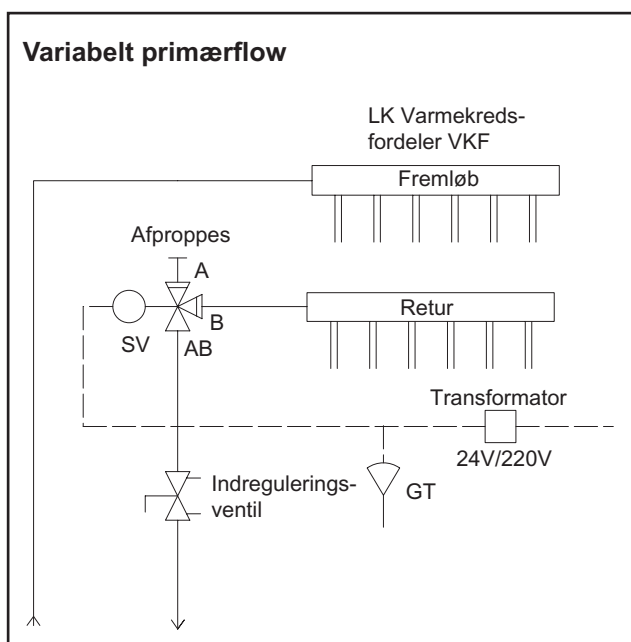 Variabelt primærflow
LK Varmekreds-
fordeler VKF
Fremløb
Afproppes
A
B
Retur
SV
AB
Transformator
24V/220V
Indregulerings-
ventil
GT